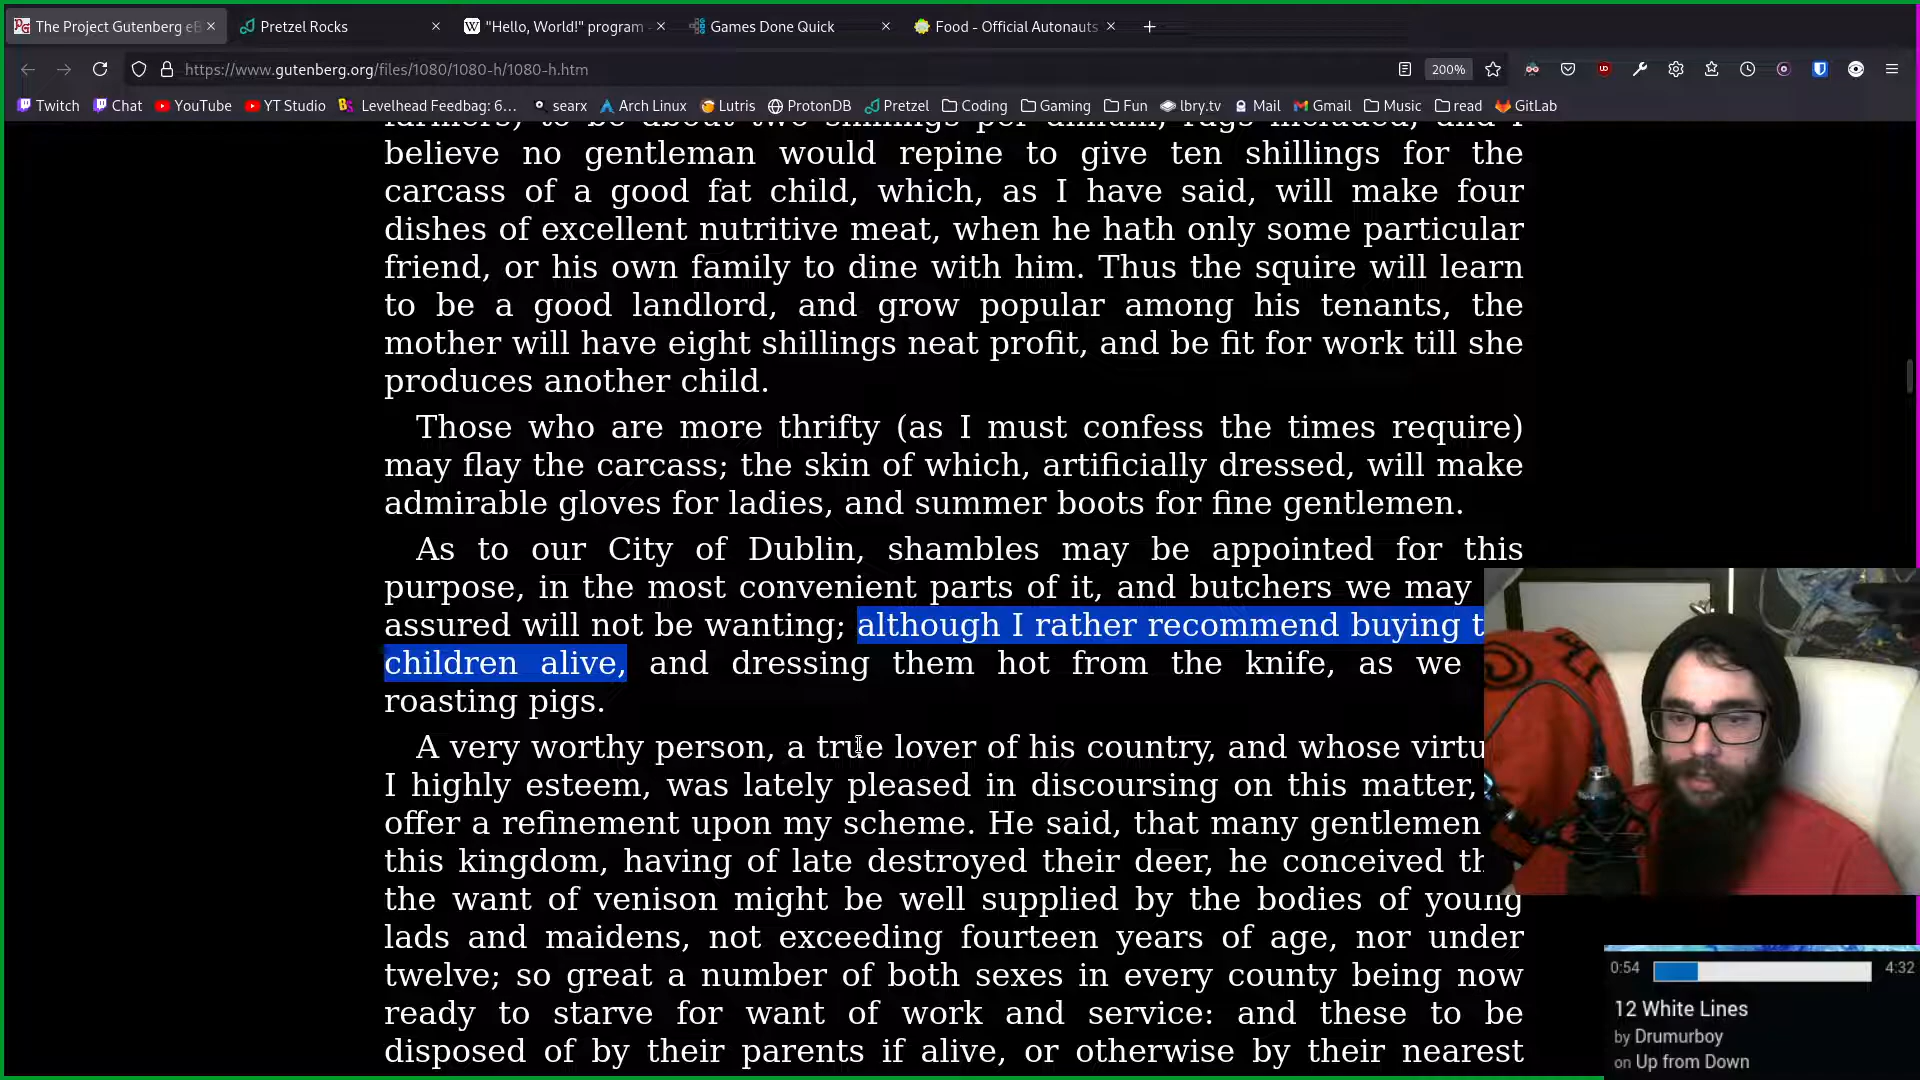 The Project Gutenberg eB
Pretzel Rocks
"Hello, World!" program -
Games Done Quick
Food - Official Autonauts
https://www.gutenberg.org/files/1080/1080-h/1080-h.htm
200%
Twitch
Chat
YouTube
YT Studio
Levelhead Feedbag: 6...
searx
Arch Linux
Lutris
ProtonDB
Pretzel
Coding
Gaming
Fun
lbry.tv
Mail
Gmail
Music
read
GitLab
farmers) to be about two shillings per annum, rags included; and I
believe no gentleman would repine to give ten shillings for the
carcass of a good fat child, which, as I have said, will make four
dishes of excellent nutritive meat, when he hath only some particular
friend, or his own family to dine with him. Thus the squire will learn
to be a good landlord, and grow popular among his tenants, the
mother will have eight shillings neat profit, and be fit for work till she
produces another child.
Those who are more thrifty (as I must confess the times require)
may flay the carcass; the skin of which, artificially dressed, will make
admirable gloves for ladies, and summer boots for fine gentlemen.
As to our City of Dublin, shambles may be appointed for this
purpose, in the most convenient parts of it, and butchers we may
assured will not be wanting; although I rather recommend buying t
children alive, and dressing them hot from the knife, as we
roasting pigs.
A very worthy person, a true lover of his country, and whose virtu
I highly esteem, was lately pleased in discoursing on this matter,
offer a refinement upon my scheme. He said, that many gentlemen
this kingdom, having of late destroyed their deer, he conceived th
the want of venison might be well supplied by the bodies of young
lads and maidens, not exceeding fourteen years of age, nor under
twelve; so great a number of both sexes in every county being now
ready to starve for want of work and service: and these to be
disposed of by their parents if alive, or otherwise by their nearest
0:54
4:32
12 White Lines
by Drumurboy
on Up from Down